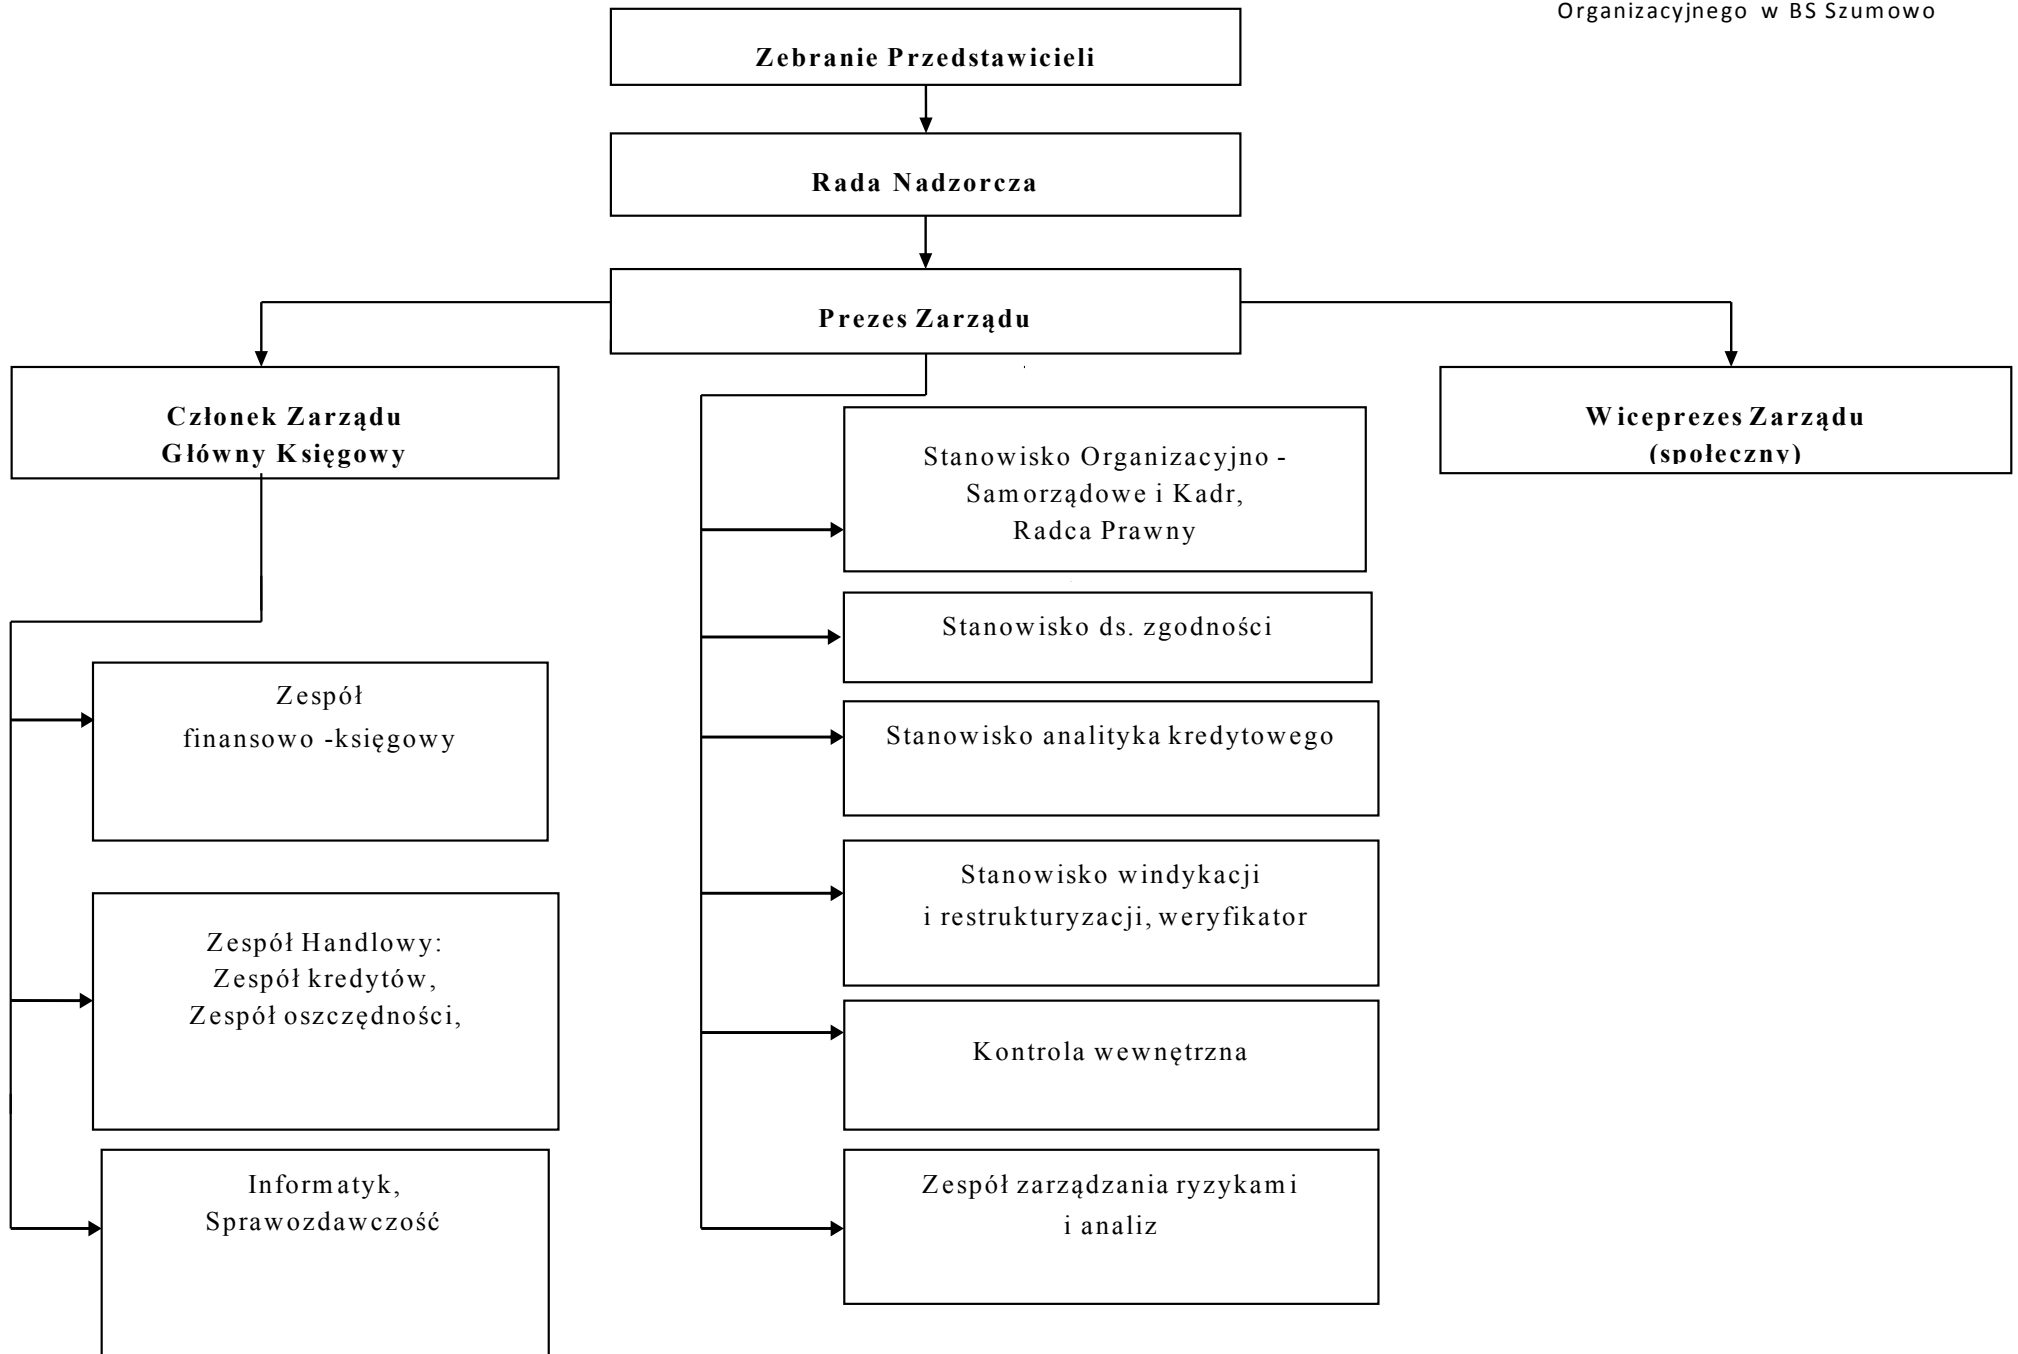 Organizacyjnego w BS Szumowo
Zebranie Przedstawicieli
Rada Nadzorcza
Prezes Zarządu
Członek Zarządu
Główny Księgowy
Wiceprezes Zarządu
(społeczny)
Stanowisko Organizacyjno -
Samorządowe i Kadr,
Radca Prawny
Stanowisko ds. zgodności
Stanowisko analityka kredytowego
Stanowisko windykacji
i restrukturyzacji, weryfikator
Kontrola wewnętrzna
Zespół zarządzania ryzykami
i analiz
Zespół
finansowo -księgowy
Zespół Handlowy:
Zespół kredytów,
Zespół oszczędności,
Informatyk,
Sprawozdawczość